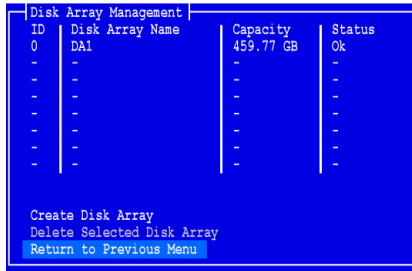 Disk Array Management
ID Disk Array Name Capacity Status
0 DA1 459.77 GB Ok
- - - -
- - - -
- - - -
- - - -
- - - -
- - - -
- - - -
Create Disk Array
Delete Selected Disk Array
Return to Previous Menu